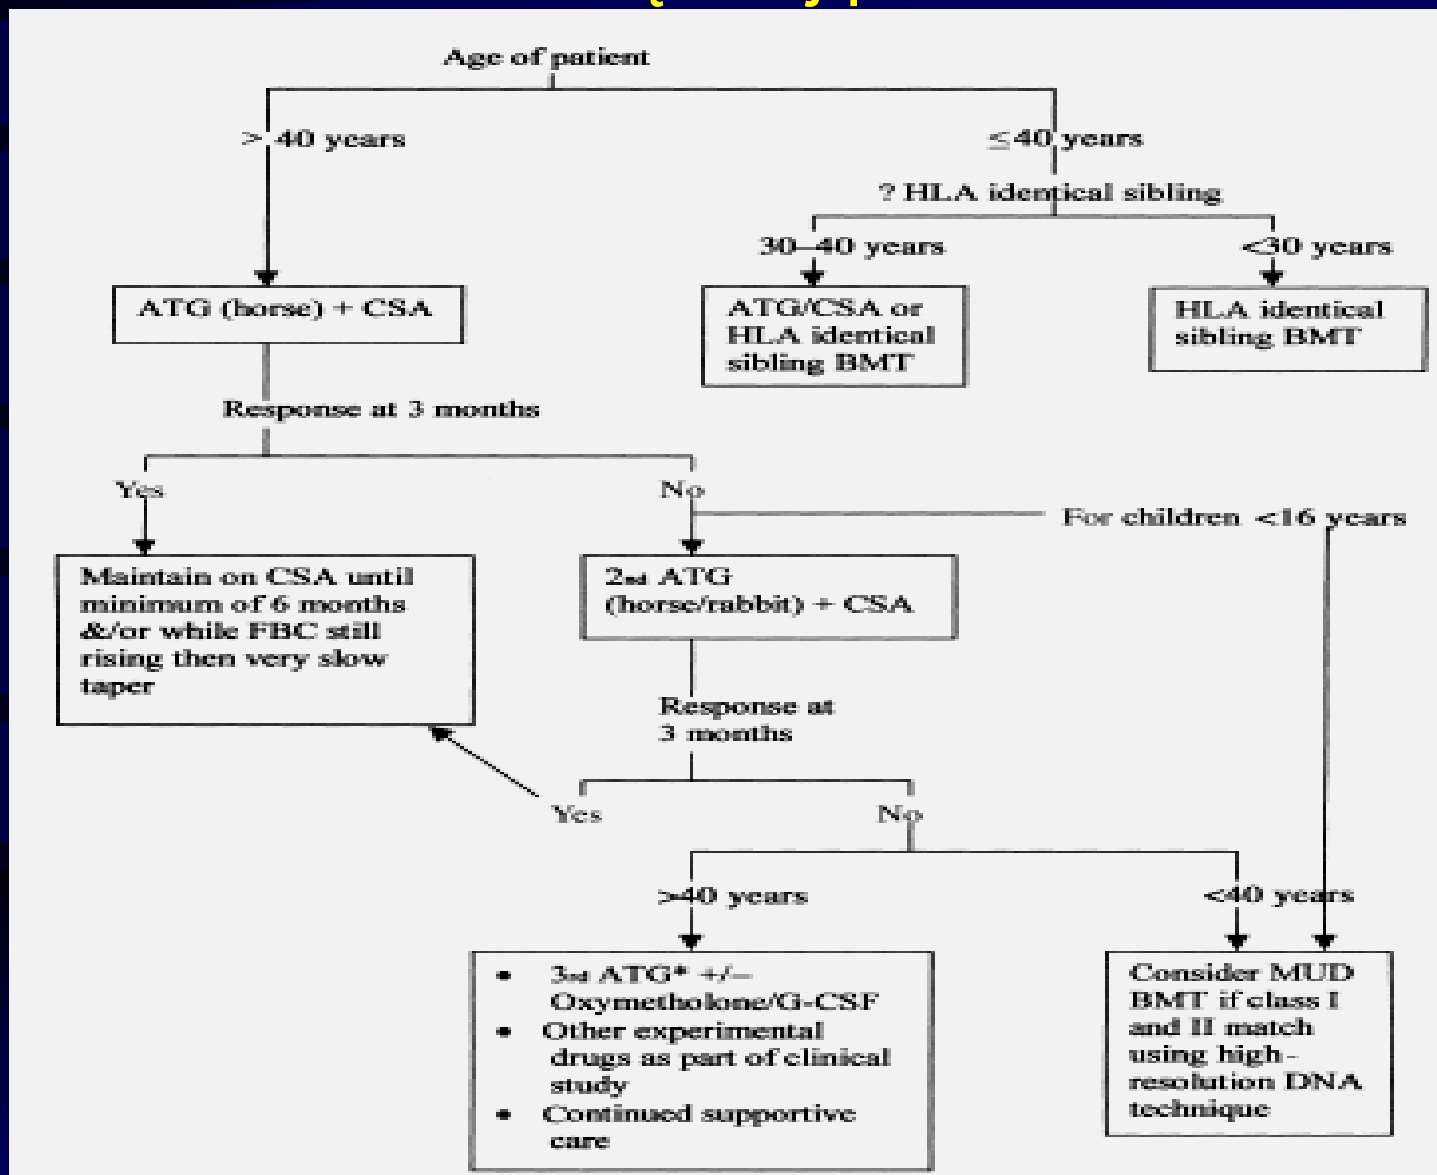 Age of patient
> 40 years
≤40 years
? HLA identical sibling
30–40 years
<30 years
ATG (horse) + CSA
ATG/CSA or
HLA identical
sibling BMT
HLA identical
sibling BMT
Response at 3 months
Yes
No
For children <16 years
Maintain on CSA until
minimum of 6 months
&/or while FBC still
rising then very slow
taper
2nd ATG
(horse/rabbit) + CSA
Response at
3 months
Yes
No
>40 years
<40 years
• 3rd ATG* +/–
Oxymetholone/G-CSF
• Other experimental
drugs as part of clinical
study
• Continued supportive
care
Consider MUD
BMT if class I
and II match
using high-
resolution DNA
technique